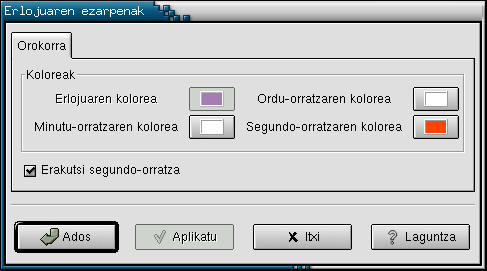 Erlojuaren ezarpenak
Orokorra
Koloreak
Erlojuaren kolorea Ordu-orratzaren kolorea
Minutu-orratzaren kolorea Segundo-orratzaren kolorea
Erakutsi segundo-orratza
Ados Aplikatu Itxi Laguntza